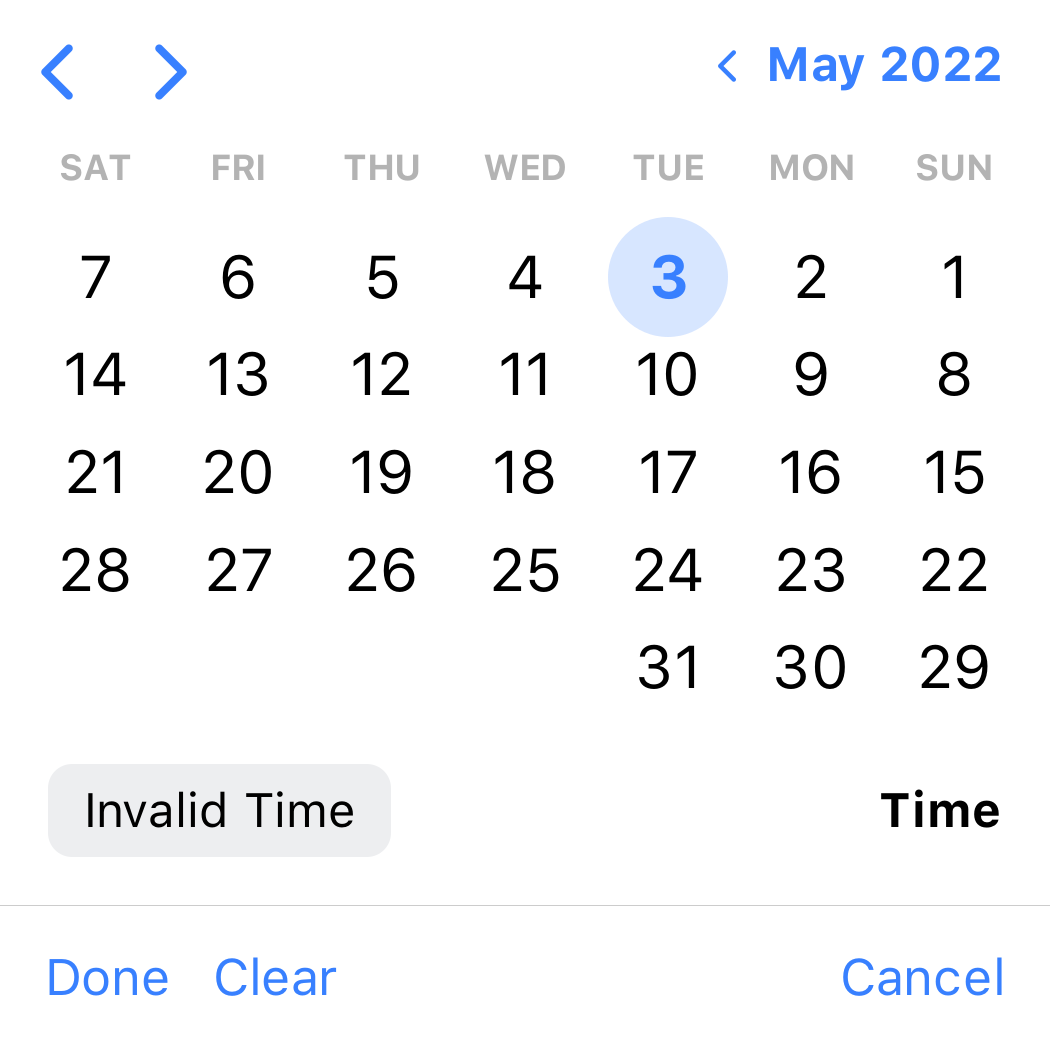 May 2022
SAT FRI THU WED TUE MON SUN
7 6 5 4 3 2 1
14 13 12 11 10 9 8
21 20 19 18 17 16 15
28 27 26 25 24 23 22
31 30 29
Invalid Time Time
Done Clear Cancel